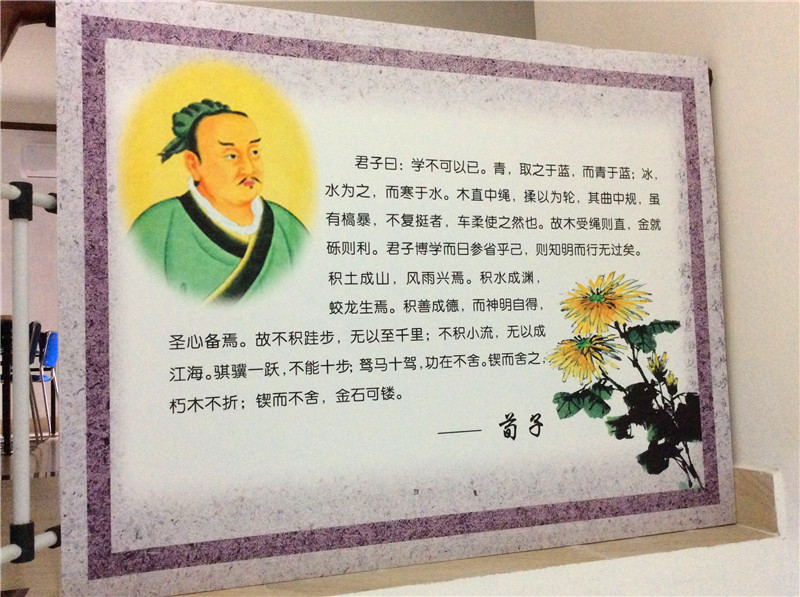 君子曰：学不可以已。青，取之于蓝，而青于蓝；冰，
水为之，而寒于水。木直中绳，揉以为轮，其曲中规，虽
有槁暴，不复挺者，车柔使之然也。故木受绳则直，金就
砺则利。君子博学而日参省乎己，则知明而行无过矣。
积土成山，风雨兴焉。积水成渊，
蛟龙生焉。积善成德，而神明自得，
圣心备焉。故不积跬步，无以至千里；不积小流，无以成
江海。骐骥一跃，不能十步；驽马十驾，功在不舍。锲而舍之，
朽木不折；锲而不舍，金石可镂。
—— 荀子